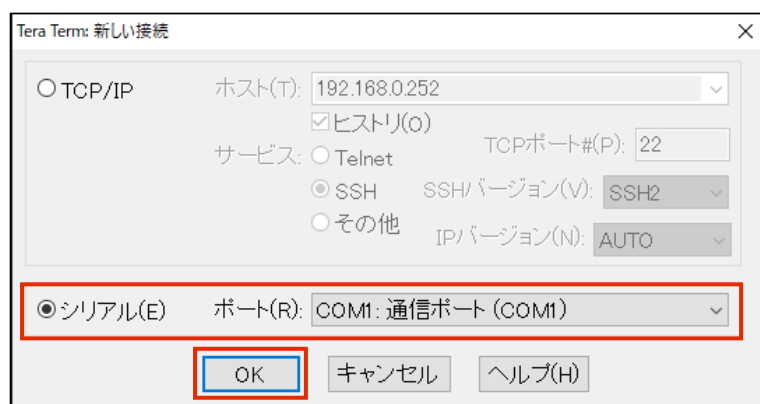 Tera Term: 新しい接続
TCP/IP
ホスト(T): 192.168.0.252
ヒストリ(O)
サービス: Telnet
TCPポート#(P): 22
SSH
SSHバージョン(V): SSH2
その他
IPバージョン(N): AUTO
シリアル(E) ポート(R): COM1: 通信ポート (COM1)
OK キャンセル ヘルプ(H)